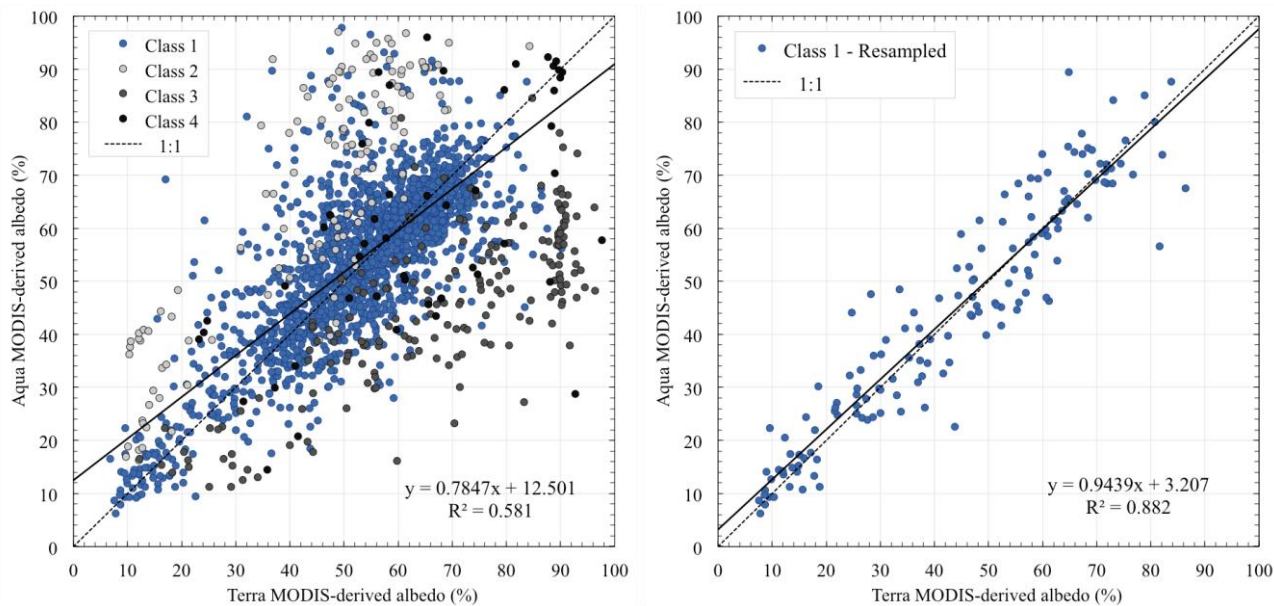 100
90
80
70
60
50
40
30
20
10
0
Aqua MODIS-derived albedo (%)
Class 1
Class 2
Class 3
Class 4
1:1
y = 0.7847x + 12.501
R² = 0.581
0 10 20 30 40 50 60 70 80 90 100
Terra MODIS-derived albedo (%)
100
90
80
70
60
50
40
30
20
10
0
Aqua MODIS-derived albedo (%)
Class 1 - Resampled
1:1
y = 0.9439x + 3.207
R² = 0.882
0 10 20 30 40 50 60 70 80 90 100
Terra MODIS-derived albedo (%)